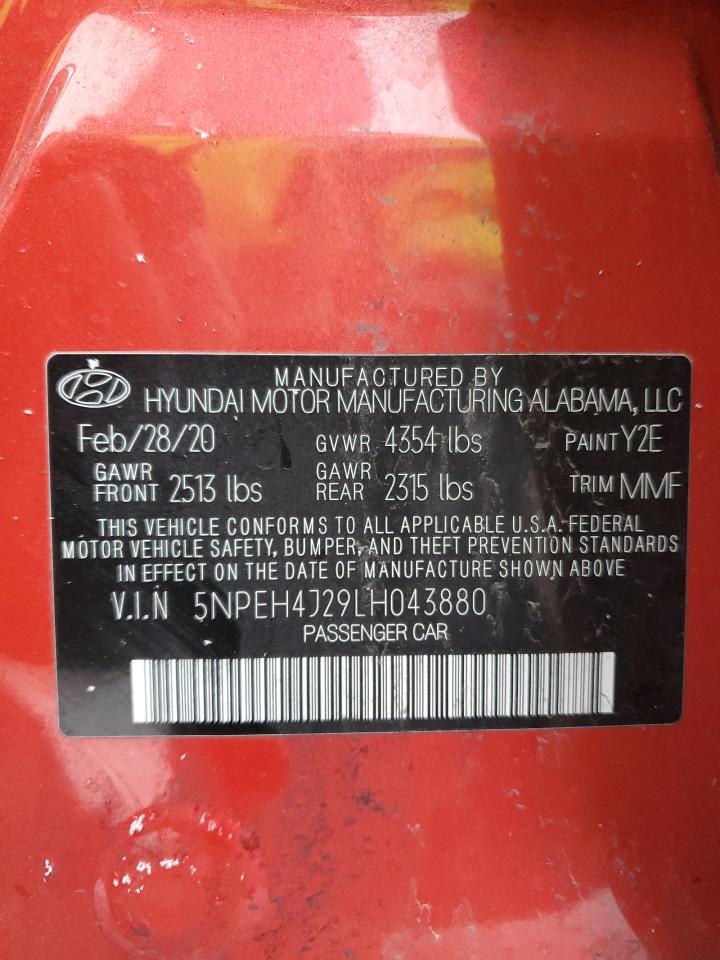 MANUFACTURED BY
HYUNDAI MOTOR MANUFACTURING ALABAMA, LLC
Feb/28/20 GVWR 4354 lbs PAINT Y2E
GAWR FRONT 2513 lbs GAWR REAR 2315 lbs TRIM MMF
THIS VEHICLE CONFORMS TO ALL APPLICABLE U.S.A. FEDERAL
MOTOR VEHICLE SAFETY, BUMPER, AND THEFT PREVENTION STANDARDS
IN EFFECT ON THE DATE OF MANUFACTURE SHOWN ABOVE
V.I.N 5NPEH4J29LH043880
PASSENGER CAR